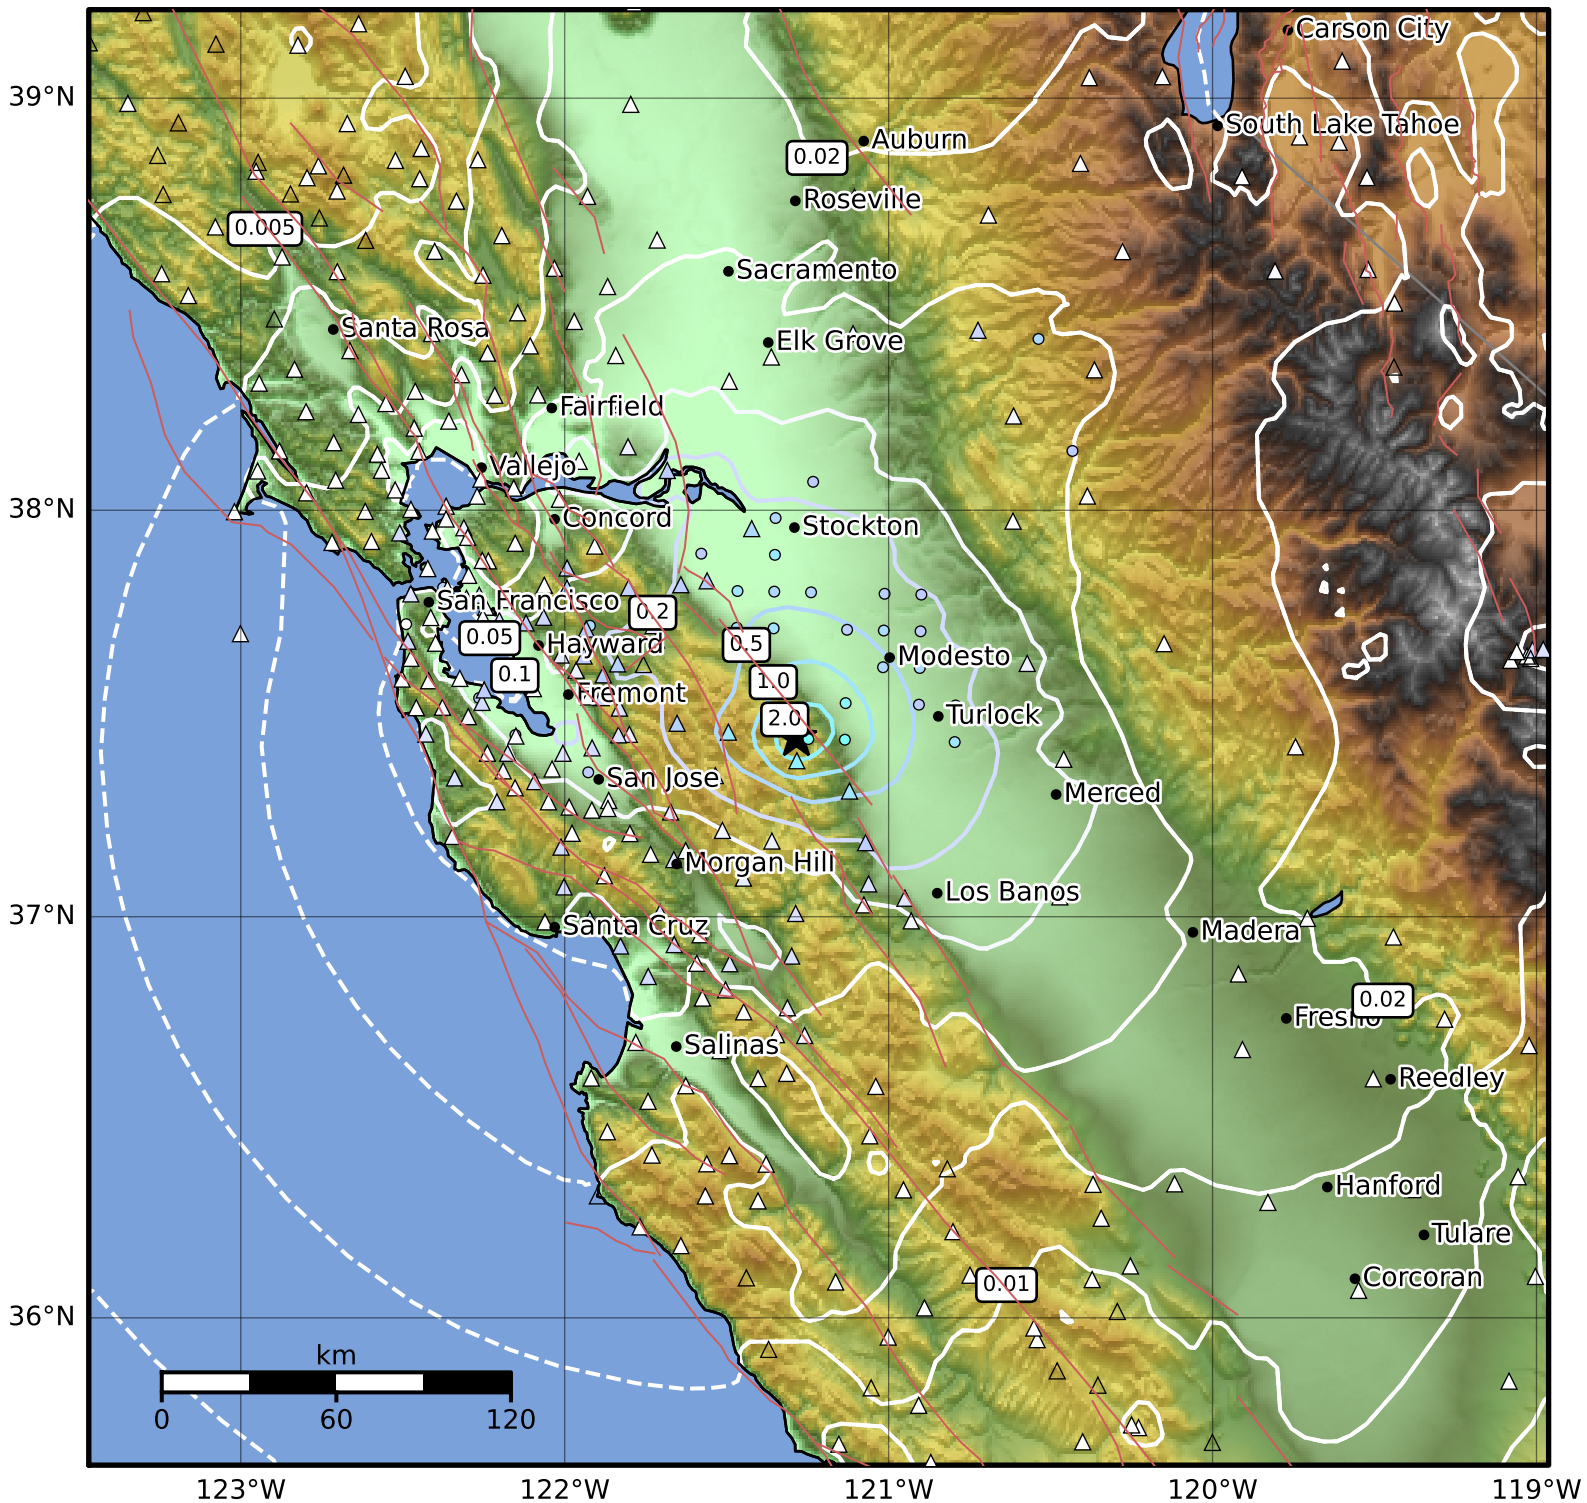 Carson City
39°N
South Lake Tahoe
Auburn
0.02
Roseville
0.005
Sacramento
Santa Rosa
Elk Grove
Fairfield
Vallejo
38°N
Concord
Stockton
San Francisco
0.2
0.05
Hayward
0.5
Modesto
0.1
1.0
Fremont
2.0
Turlock
San Jose
Merced
Morgan Hill
Los Banos
37°N
Santa Cruz
Madera
0.02
Fresno
Salinas
Reedley
Hanford
Tulare
0.01
Corcoran
36°N
km
0 60 120
123°W 122°W 121°W 120°W 119°W